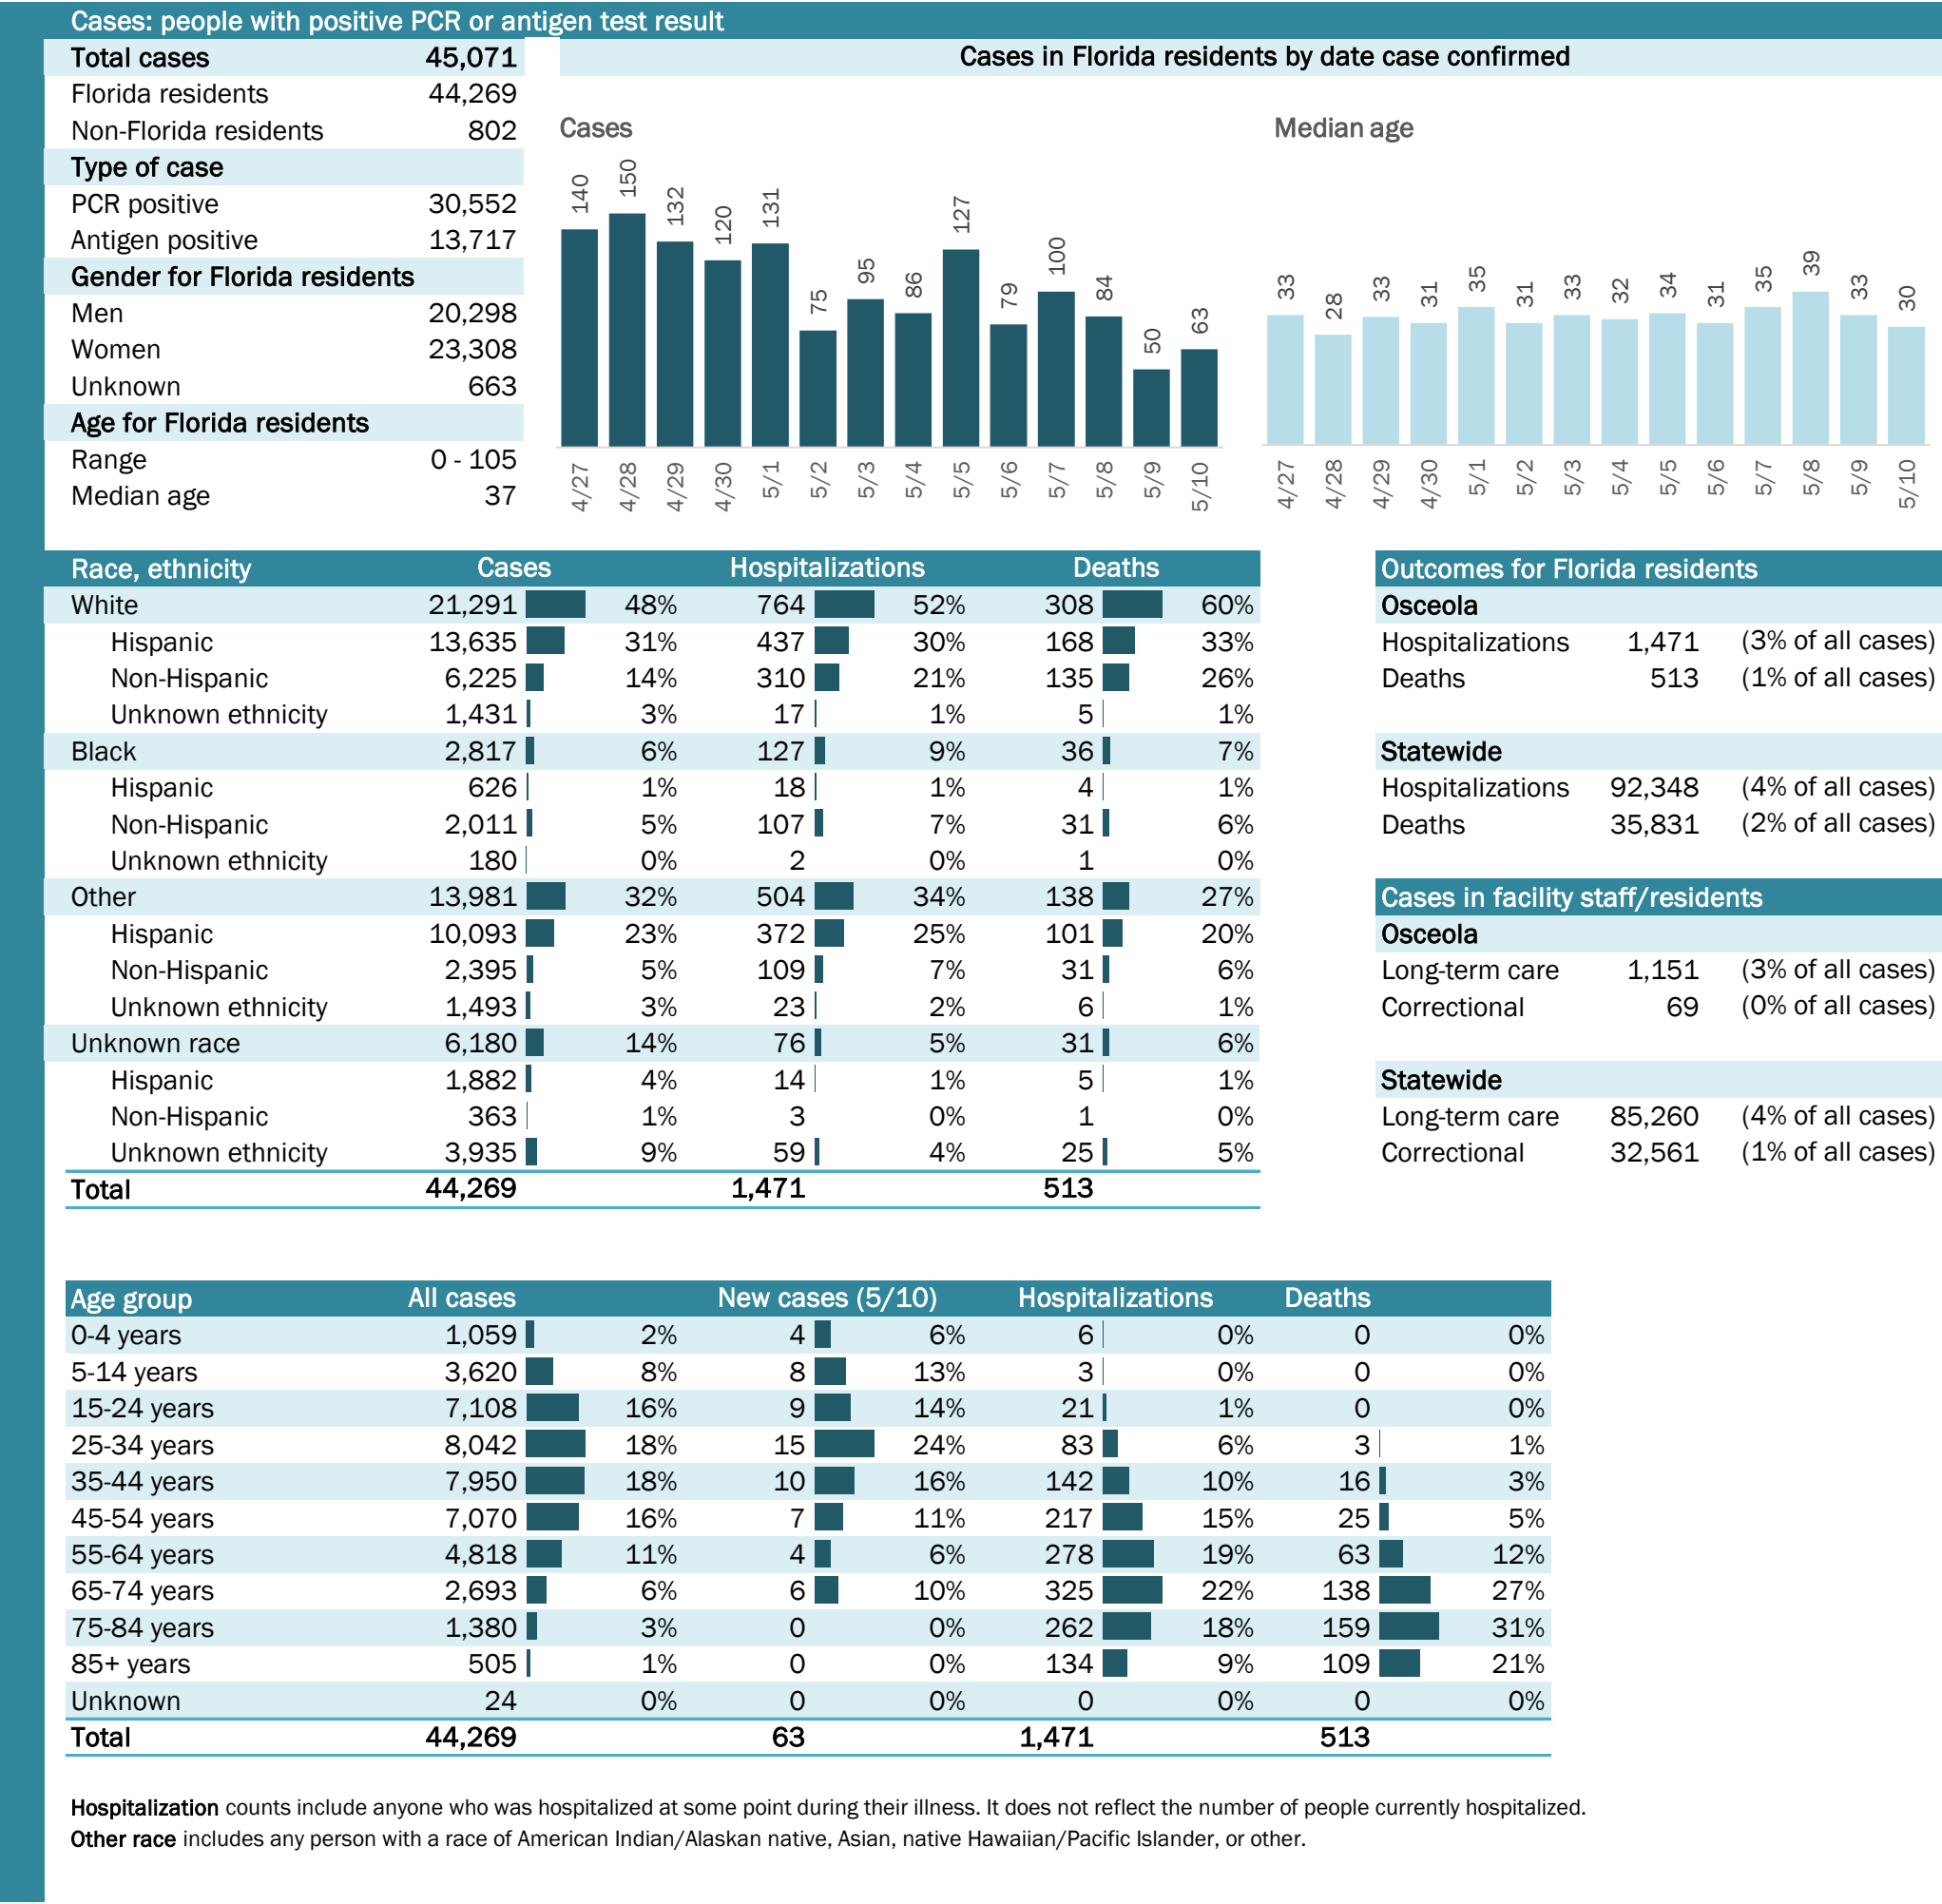 Cases: people with positive PCR or antigen test result
Total cases 45,071
Florida residents 44,269
Non-Florida residents 802
Type of case
PCR positive 30,552
Antigen positive 13,717
Gender for Florida residents
Men 20,298
Women 23,308
Unknown 663
Age for Florida residents
Range 0 - 105
Median age 37
Cases in Florida residents by date case confirmed
Cases
140 150 132 120 131 75 95 86 127 79 100 84 50 63
4/27 4/28 4/29 4/30 5/1 5/2 5/3 5/4 5/5 5/6 5/7 5/8 5/9 5/10
Median age
33 28 33 31 35 31 33 32 34 31 35 39 33 30
4/27 4/28 4/29 4/30 5/1 5/2 5/3 5/4 5/5 5/6 5/7 5/8 5/9 5/10
Race, ethnicity Cases Hospitalizations Deaths
White 21,291 48% 764 52% 308 60%
Hispanic 13,635 31% 437 30% 168 33%
Non-Hispanic 6,225 14% 310 21% 135 26%
Unknown ethnicity 1,431 3% 17 1% 5 1%
Black 2,817 6% 127 9% 36 7%
Hispanic 626 1% 18 1% 4 1%
Non-Hispanic 2,011 5% 107 7% 31 6%
Unknown ethnicity 180 0% 2 0% 1 0%
Other 13,981 32% 504 34% 138 27%
Hispanic 10,093 23% 372 25% 101 20%
Non-Hispanic 2,395 5% 109 7% 31 6%
Unknown ethnicity 1,493 3% 23 2% 6 1%
Unknown race 6,180 14% 76 5% 31 6%
Hispanic 1,882 4% 14 1% 5 1%
Non-Hispanic 363 1% 3 0% 1 0%
Unknown ethnicity 3,935 9% 59 4% 25 5%
Total 44,269 1,471 513
Outcomes for Florida residents
Osceola
Hospitalizations 1,471 (3% of all cases)
Deaths 513 (1% of all cases)
Statewide
Hospitalizations 92,348 (4% of all cases)
Deaths 35,831 (2% of all cases)
Cases in facility staff/residents
Osceola
Long-term care 1,151 (3% of all cases)
Correctional 69 (0% of all cases)
Statewide
Long-term care 85,260 (4% of all cases)
Correctional 32,561 (1% of all cases)
Age group All cases New cases (5/10) Hospitalizations Deaths
0-4 years 1,059 2% 4 6% 6 0% 0 0%
5-14 years 3,620 8% 8 13% 3 0% 0 0%
15-24 years 7,108 16% 9 14% 21 1% 0 0%
25-34 years 8,042 18% 15 24% 83 6% 3 1%
35-44 years 7,950 18% 10 16% 142 10% 16 3%
45-54 years 7,070 16% 7 11% 217 15% 25 5%
55-64 years 4,818 11% 4 6% 278 19% 63 12%
65-74 years 2,693 6% 6 10% 325 22% 138 27%
75-84 years 1,380 3% 0 0% 262 18% 159 31%
85+ years 505 1% 0 0% 134 9% 109 21%
Unknown 24 0% 0 0% 0 0% 0 0%
Total 44,269 63 1,471 513
Hospitalization counts include anyone who was hospitalized at some point during their illness. It does not reflect the number of people currently hospitalized.
Other race includes any person with a race of American Indian/Alaskan native, Asian, native Hawaiian/Pacific Islander, or other.